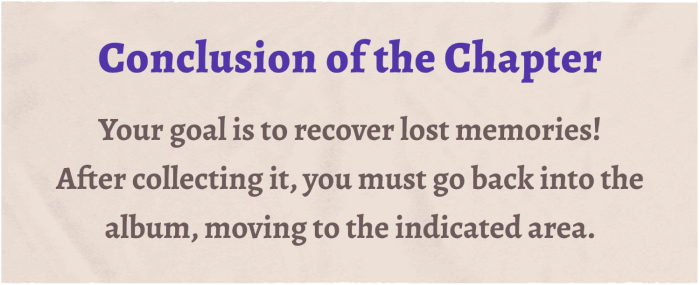 Conclusion of the Chapter
Your goal is to recover lost memories!
After collecting it, you must go back into the
album, moving to the indicated area.